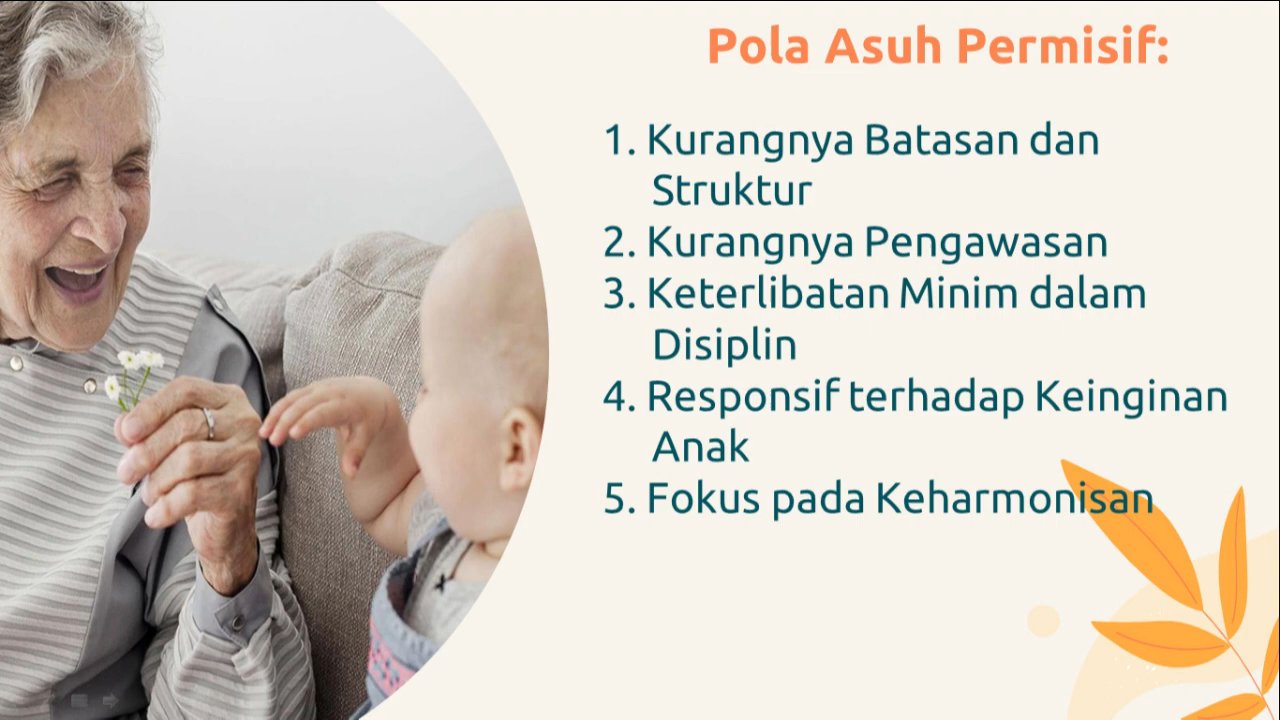 Pola Asuh Permisif:
1. Kurangnya Batasan dan
Struktur
2. Kurangnya Pengawasan
3. Keterlibatan Minim dalam
Disiplin
4. Responsif terhadap Keinginan
Anak
5. Fokus pada Keharmonisan